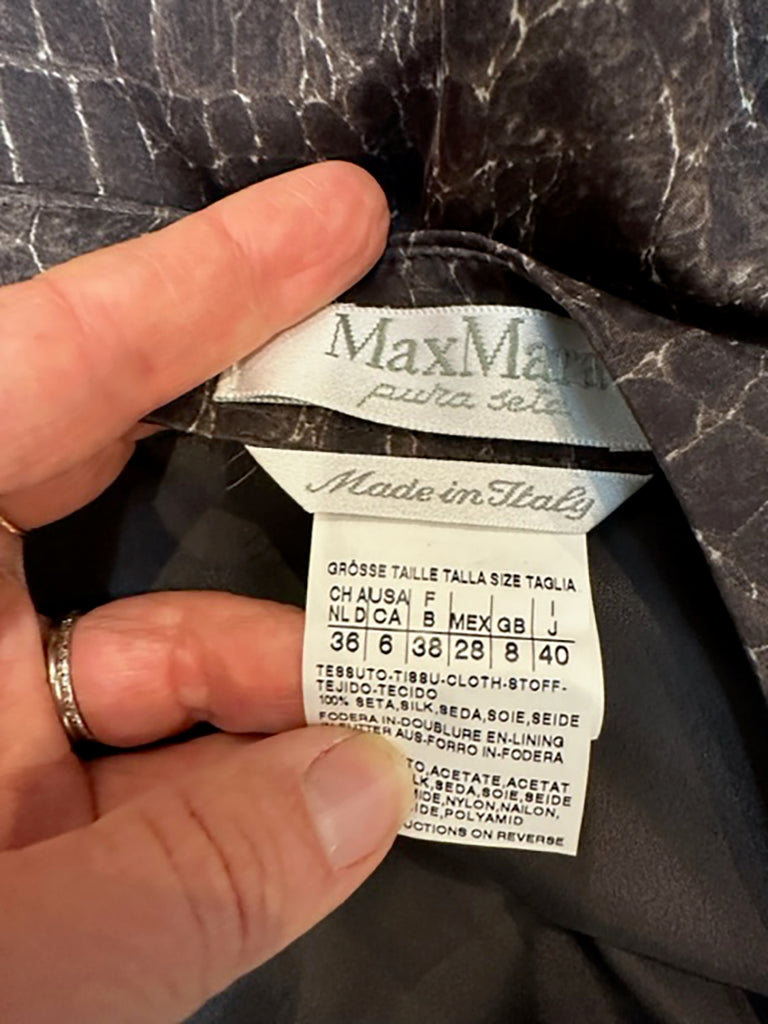 MaxMara
pura seta
Made in Italy
GRÖSSE TAILLE TALLA SIZE TAGLIA
CH A USA F I
NL D CA B MEX GB J
36 6 38 28 8 40
TESSUTO-TISSU-CLOTH-STOFF-
TEJIDO-TECIDO
100% SETA,SILK,SEDA,SOIE,SEIDE
FODERA IN-DOUBLURE EN-LINING
AUS-FORRO IN-FODERA
ACETATE,ACETAT
SEDA,SOIE,SEIDE
NYLON,NAILON,
POLYAMID
ON REVERSE